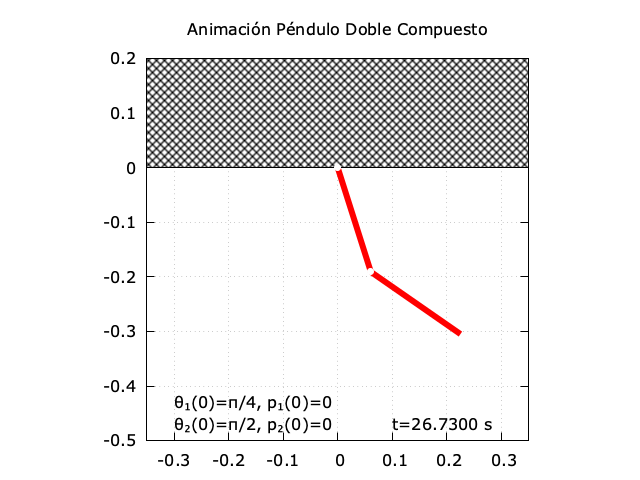 Animación Péndulo Doble Compuesto
0.2
0.1
0
-0.1
-0.2
-0.3
-0.4
-0.5
θ₁(0)=π/4, p₁(0)=0
θ₂(0)=π/2, p₂(0)=0
t=26.7300 s
-0.3 -0.2 -0.1 0 0.1 0.2 0.3